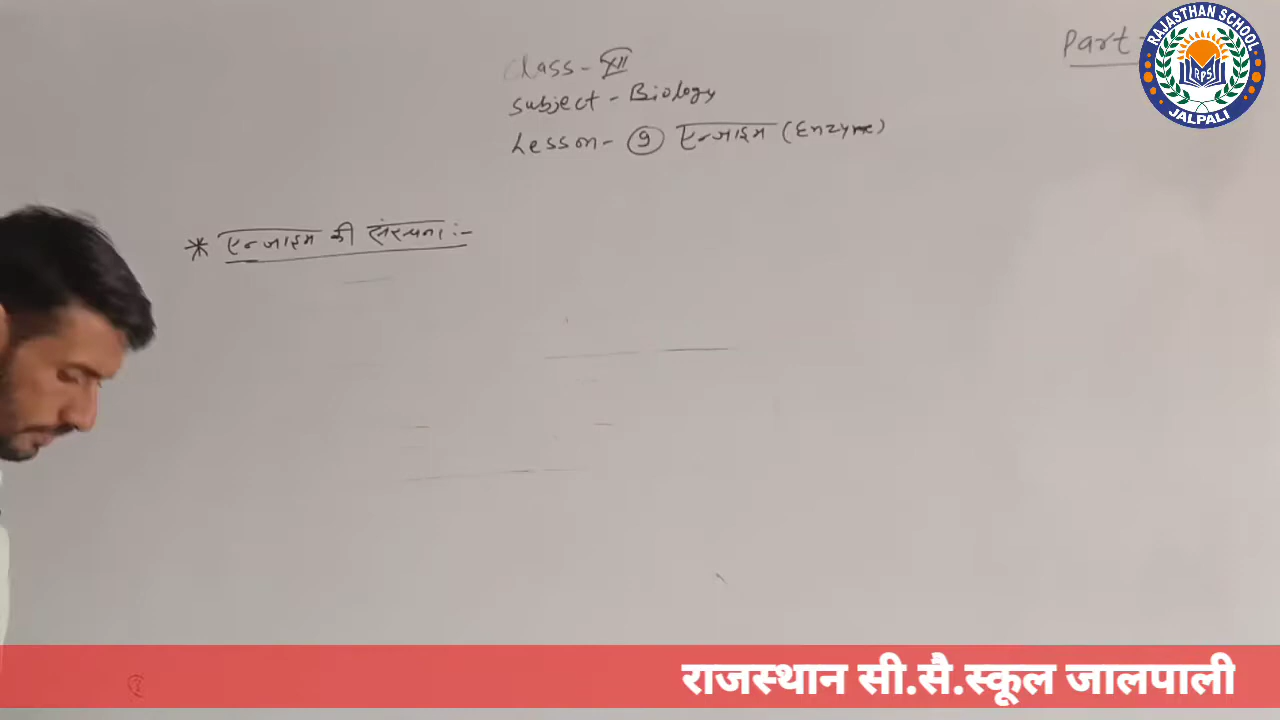 Part-
RAJASTHAN SCHOOL
RPS
JALPALI
Class - XII
Subject - Biology
Lesson - 9 एन्जाइम (Enzyme)
* एन्जाइम की संरचना :-
राजस्थान सी.सै.स्कूल जालपाली